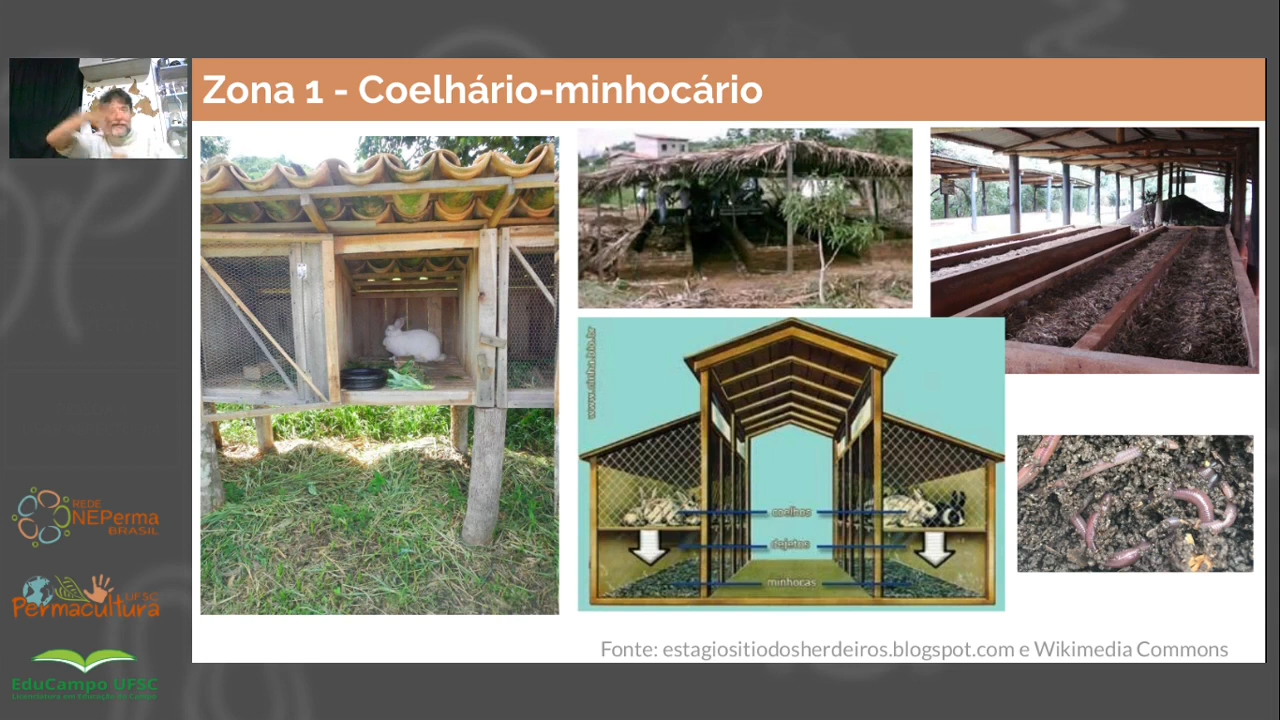 Zona 1 - Coelhário-minhocário
coelhos
dejetos
minhocas
REDE
NEPerma
BRASIL
UFSC
Permacultura
EduCampo UFSC
Licenciatura em Educação do Campo
Fonte: estagiositiodosherdeiros.blogspot.com e Wikimedia Commons